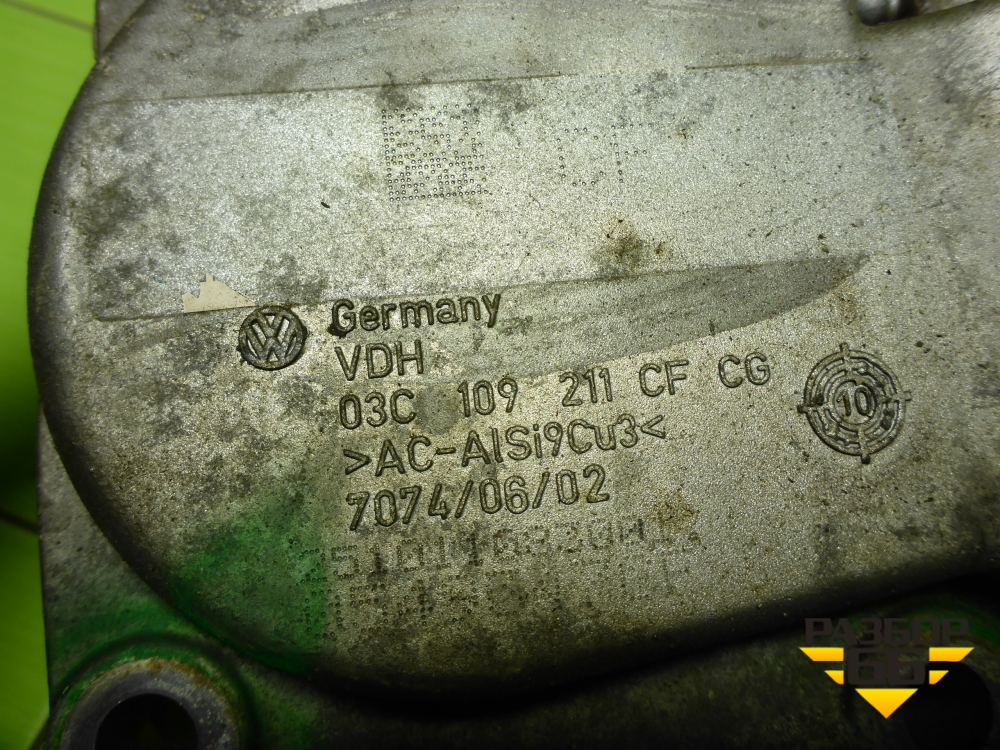 Germany
VDH
03C 109 211 CF CG
>AC-AlSi9Cu3<
7074/06/02
10
РАЗБОР
66